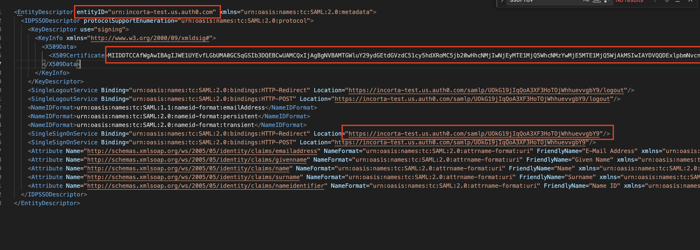 <EntityDescriptor entityID="urn:incorta-test.us.auth0.com" xmlns="urn:oasis:names:tc:SAML:2.0:metadata">
<IDPSSODescriptor protocolSupportEnumeration="urn:oasis:names:tc:SAML:2.0:protocol">
<KeyDescriptor use="signing">
<KeyInfo xmlns="http://www.w3.org/2000/09/xmldsig#">
<X509Data>
<X509Certificate>
</X509Data>
</KeyInfo>
</KeyDescriptor>
<SingleLogoutService Binding="urn:oasis:names:tc:SAML:2.0:bindings:HTTP-Redirect" Location="https://incorta-test.us.auth0.com/samlp/
<SingleLogoutService Binding="urn:oasis:names:tc:SAML:2.0:bindings:HTTP-POST" Location="https://incorta-test.us.auth0.com/samlp/
<NameIDFormat>urn:oasis:names:tc:SAML:1.1:nameid-format:emailAddress</NameIDFormat>
<NameIDFormat>urn:oasis:names:tc:SAML:2.0:nameid-format:persistent</NameIDFormat>
<NameIDFormat>urn:oasis:names:tc:SAML:2.0:nameid-format:transient</NameIDFormat>
<SingleSignOnService Binding="urn:oasis:names:tc:SAML:2.0:bindings:HTTP-Redirect" Location="https://incorta-test.us.auth0.com/samlp/
<SingleSignOnService Binding="urn:oasis:names:tc:SAML:2.0:bindings:HTTP-POST" Location="https://incorta-test.us.auth0.com/samlp/
<Attribute Name="http://schemas.xmlsoap.org/ws/2005/05/identity/claims/emailaddress" NameFormat="urn:oasis:names:tc:SAML:2.0:attrname-format:uri" FriendlyName="E-Mail Address" xmlns="urn:oasis
<Attribute Name="http://schemas.xmlsoap.org/ws/2005/05/identity/claims/givenname" NameFormat="urn:oasis:names:tc:SAML:2.0:attrname-format:uri" FriendlyName="Given Name" xmlns="urn:oasis:name
<Attribute Name="http://schemas.xmlsoap.org/ws/2005/05/identity/claims/name" NameFormat="urn:oasis:names:tc:SAML:2.0:attrname-format:uri" FriendlyName="Name" xmlns="urn:oasis:names:tc:SAML:2
<Attribute Name="http://schemas.xmlsoap.org/ws/2005/05/identity/claims/surname" NameFormat="urn:oasis:names:tc:SAML:2.0:attrname-format:uri" FriendlyName="Surname" xmlns="urn:oasis:names:tc
<Attribute Name="http://schemas.xmlsoap.org/ws/2005/05/identity/claims/nameidentifier" NameFormat="urn:oasis:names:tc:SAML:2.0:attrname-format:uri" FriendlyName="Name ID" xmlns="urn:oasis:na
</IDPSSODescriptor>
</EntityDescriptor>